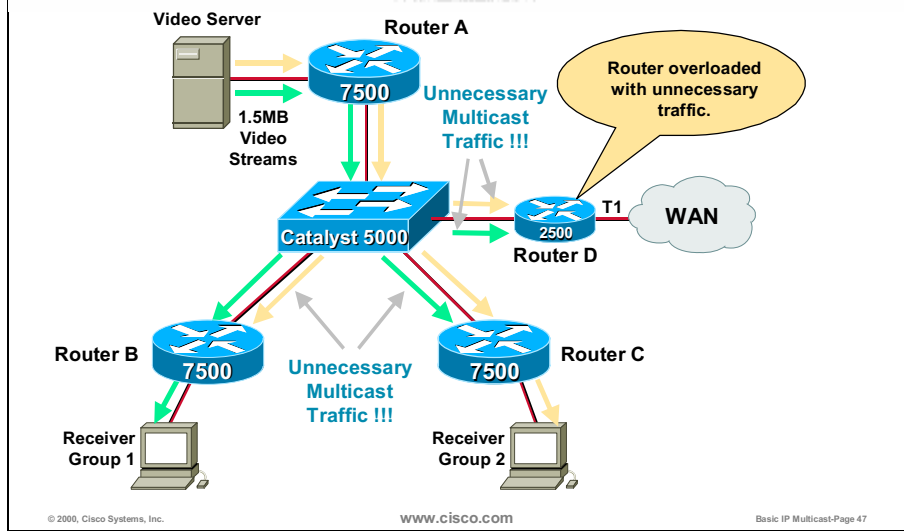 Video Server
Router A
7500
1.5MB
Video
Streams
Unnecessary
Multicast
Traffic !!!
Router overloaded
with unnecessary
traffic.
Catalyst 5000
2500
T1
WAN
Router D
Router B
7500
Unnecessary
Multicast
Traffic !!!
7500
Router C
Receiver
Group 1
Receiver
Group 2
© 2000, Cisco Systems, Inc.
www.cisco.com
Basic IP Multicast-Page 47